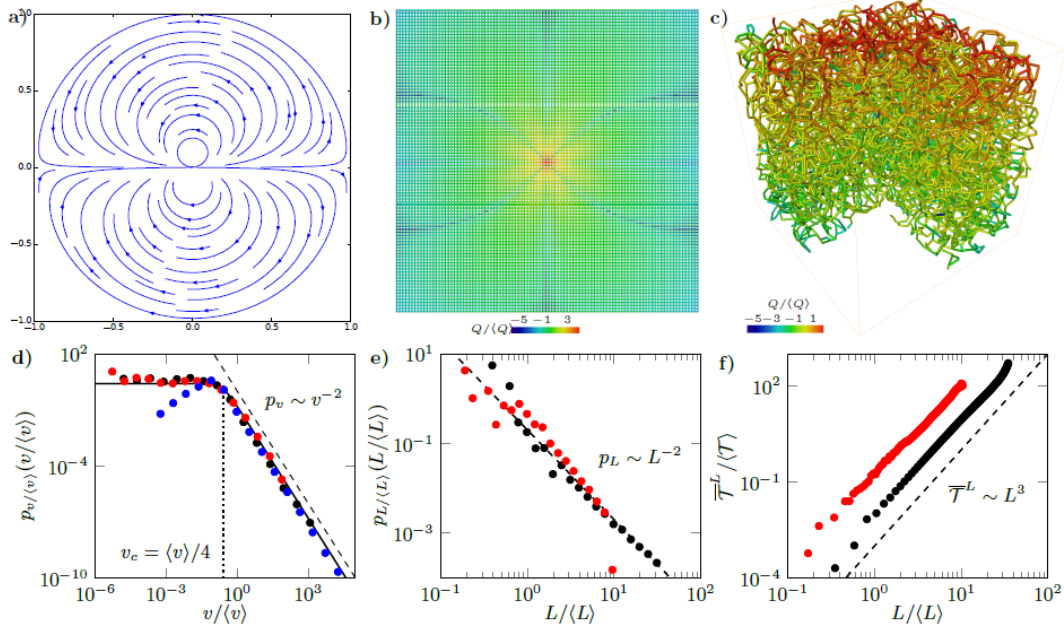 a)
1.0
0.5
0.0
−0.5
−1.0
−1.0 −0.5 0.0 0.5 1.0
b)
Q/⟨Q⟩ −5 −1 3
c)
Q/⟨Q⟩
−5−3 −1 1
d)
10^2
10^−4
10^−10
p_{v/⟨v⟩}(v/⟨v⟩)
p_v ∼ v^−2
v_c = ⟨v⟩/4
10^−6 10^−3 10^0 10^3
v/⟨v⟩
e)
10^1
10^−1
10^−3
p_{L/⟨L⟩}(L/⟨L⟩)
p_L ∼ L^−2
10^−1 10^0 10^1 10^2
L/⟨L⟩
f)
10^2
10^−1
10^−4
\overline{𝒯}^L/⟨𝒯⟩
\overline{𝒯}^L ∼ L^3
10^−1 10^0 10^1 10^2
L/⟨L⟩